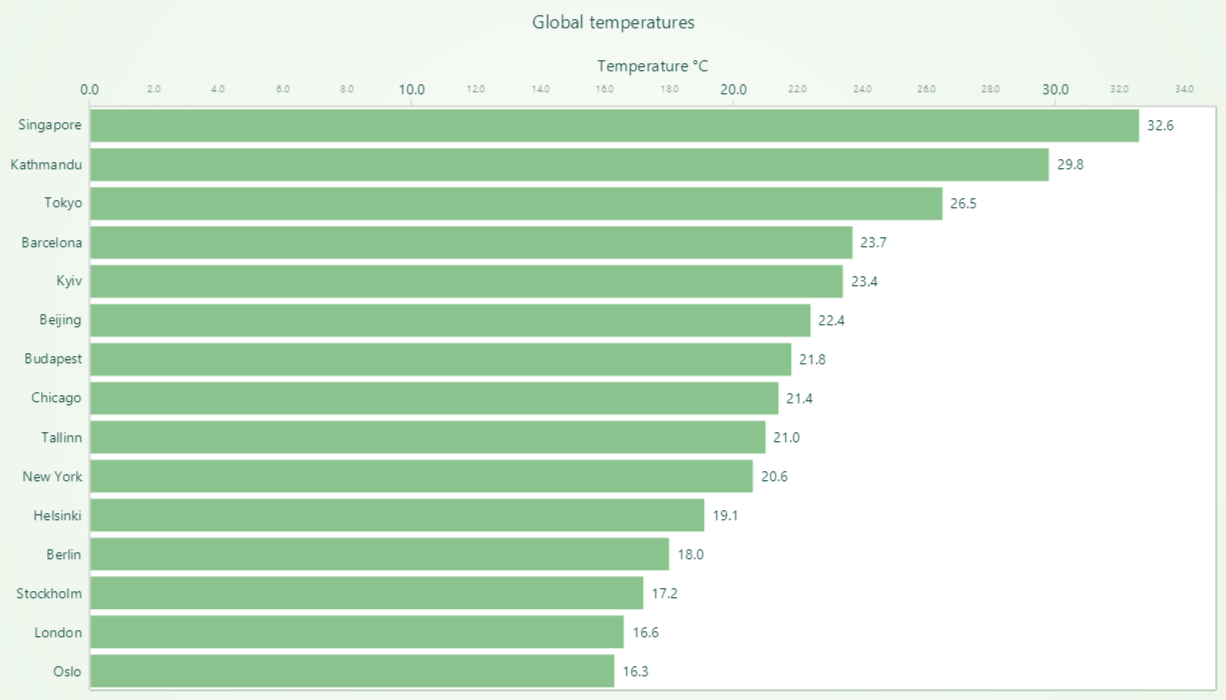 Global temperatures
Temperature °C
0.0 2.0 4.0 6.0 8.0 10.0 12.0 14.0 16.0 18.0 20.0 22.0 24.0 26.0 28.0 30.0 32.0 34.0
Singapore 32.6
Kathmandu 29.8
Tokyo 26.5
Barcelona 23.7
Kyiv 23.4
Beijing 22.4
Budapest 21.8
Chicago 21.4
Tallinn 21.0
New York 20.6
Helsinki 19.1
Berlin 18.0
Stockholm 17.2
London 16.6
Oslo 16.3